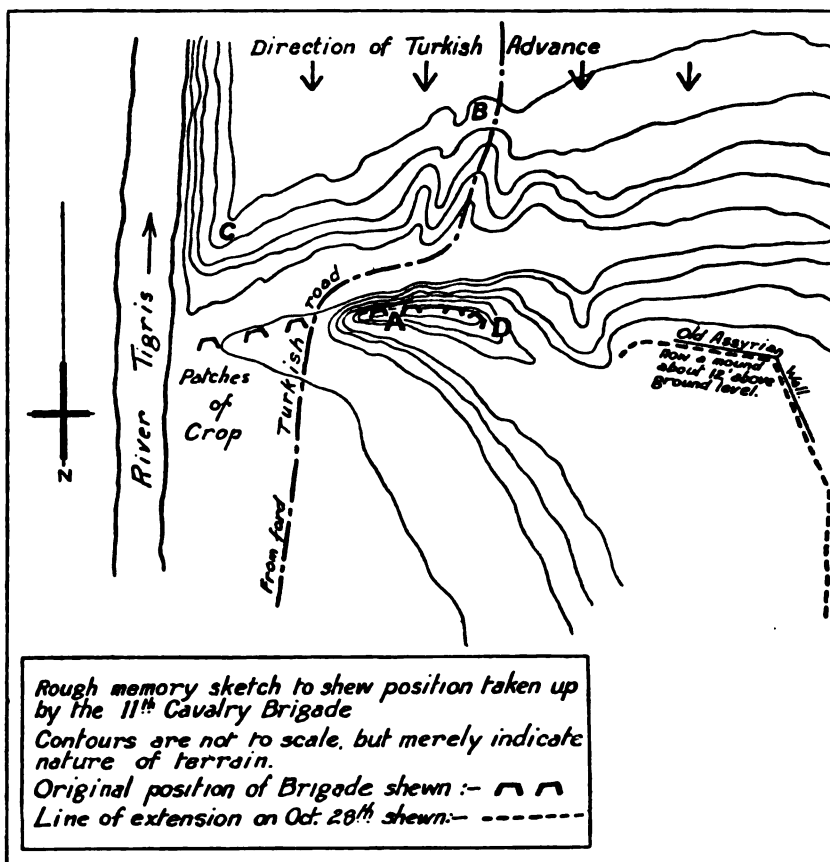 Direction of Turkish Advance
B
C
River Tigris
Turkish road
A
D
Old Assyrian Wall.
Now a mound
about 12' above
ground level.
Patches
of
Crop
N
From ford
Rough memory sketch to shew position taken up
by the 11th Cavalry Brigade
Contours are not to scale, but merely indicate
nature of terrain.
Original position of Brigade shewn :-
Line of extension on Oct. 28th shewn:-